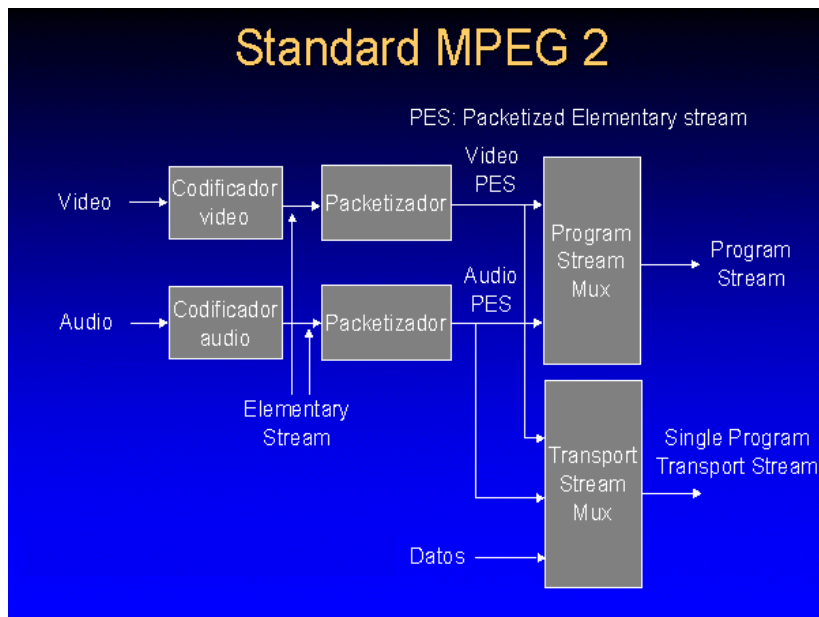 Standard MPEG 2
PES: Packetized Elementary stream
Video
PES
Video
Codificador
video
Packetizador
Program
Stream
Mux
Program
Stream
Audio
PES
Audio
Codificador
audio
Packetizador
Elementary
Stream
Transport
Stream
Mux
Single Program
Transport Stream
Datos